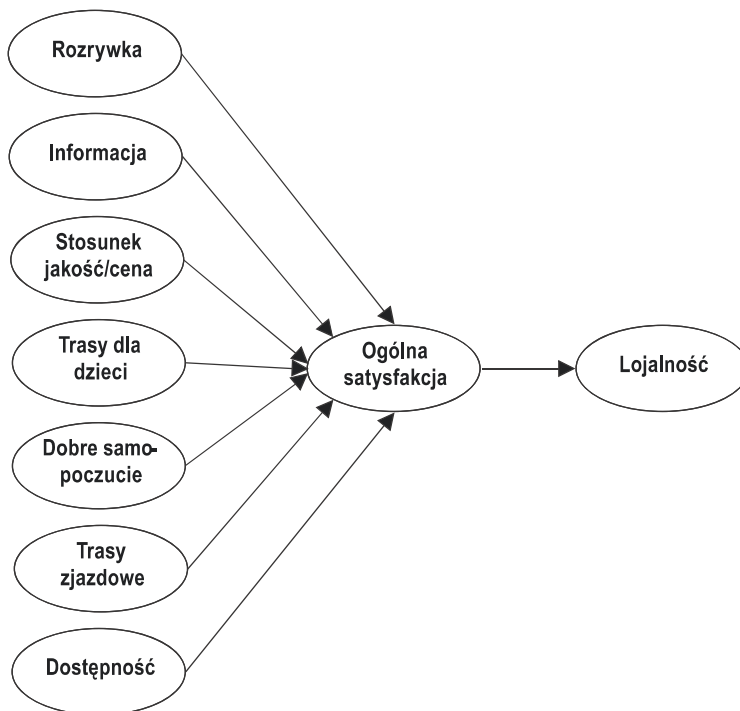 Rozrywka
Informacja
Stosunek
jakość/cena
Trasy dla
dzieci
Dobre samo-
poczucie
Trasy
zjazdowe
Dostępność
Ogólna
satysfakcja
Lojalność